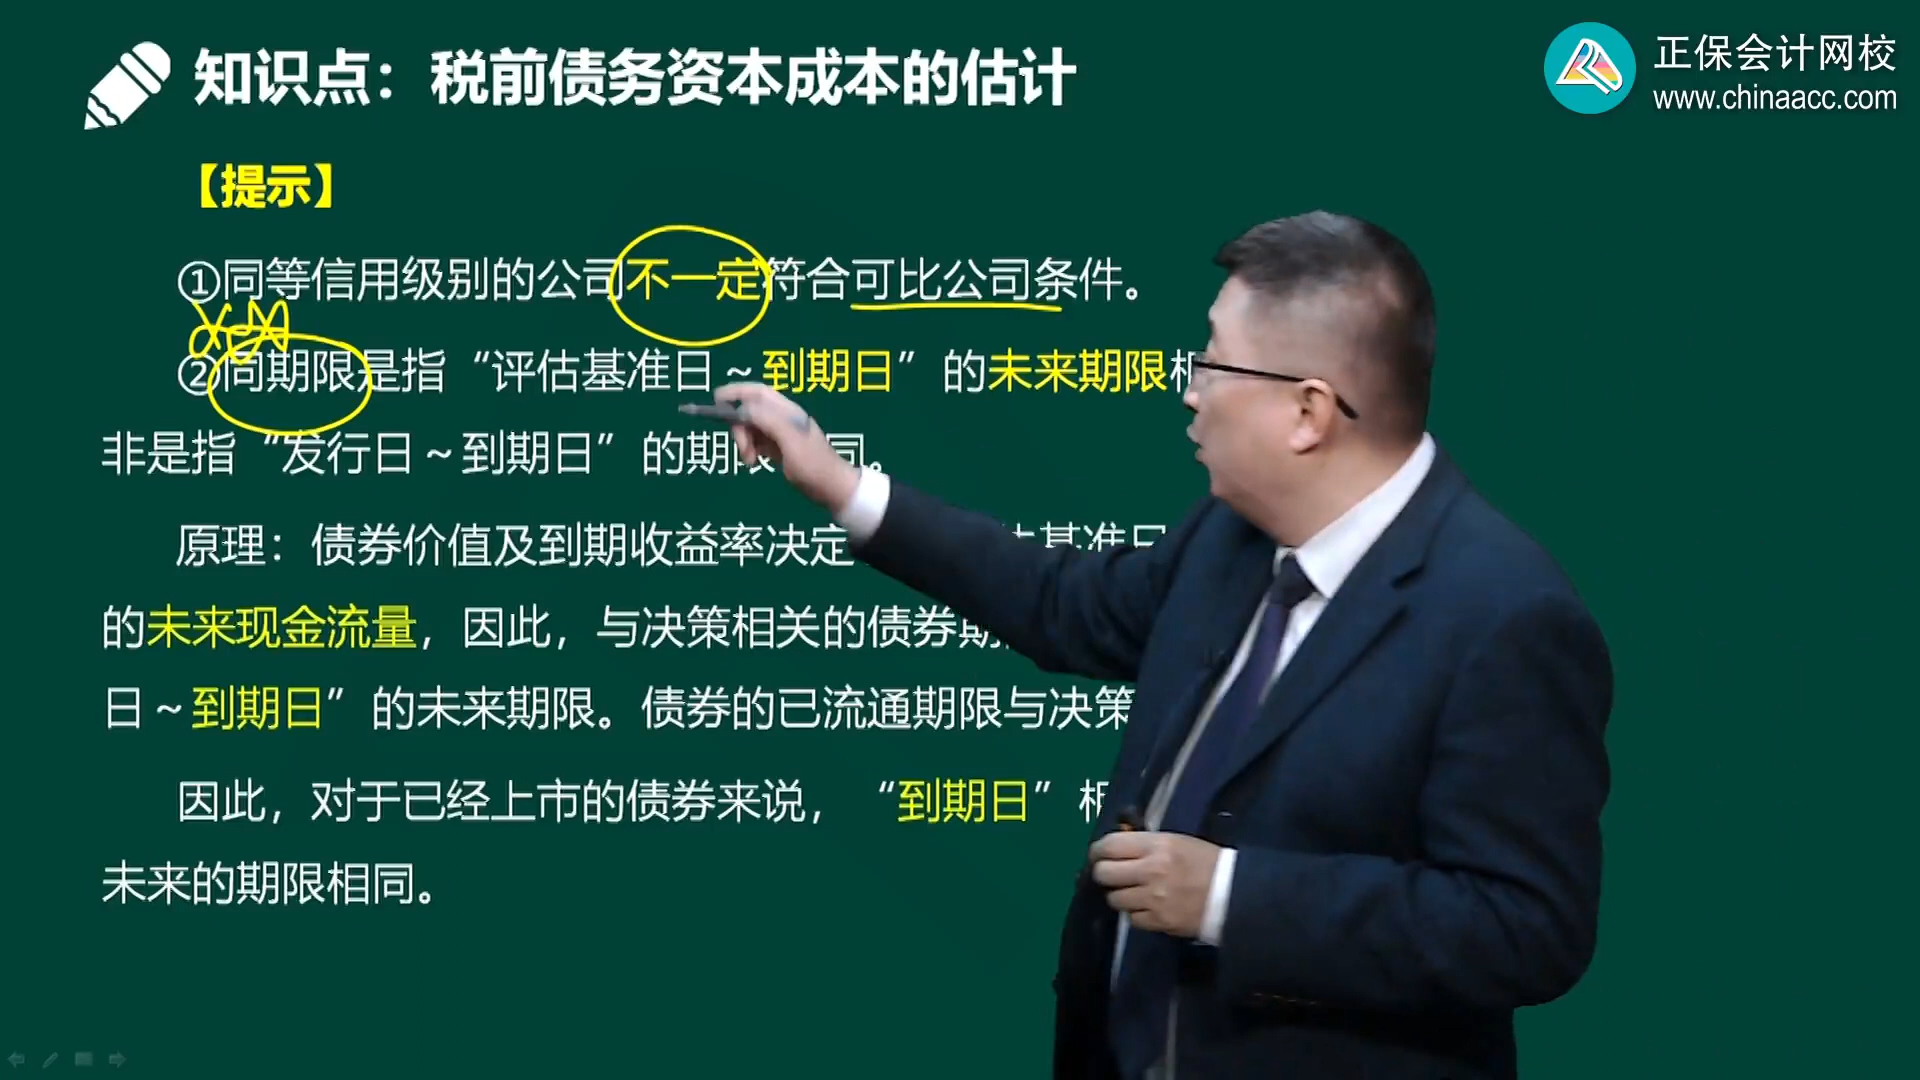 知识点：税前债务资本成本的估计
正保会计网校
www.chinaacc.com
【提示】
①同等信用级别的公司不一定符合可比公司条件。
②同期限是指“评估基准日～到期日”的未来期限
非是指“发行日～到期日”的期限 同。
原理：债券价值及到期收益率决定 基准日
的未来现金流量，因此，与决策相关的债券期
日～到期日”的未来期限。债券的已流通期限与决策
因此，对于已经上市的债券来说，“到期日”相
未来的期限相同。